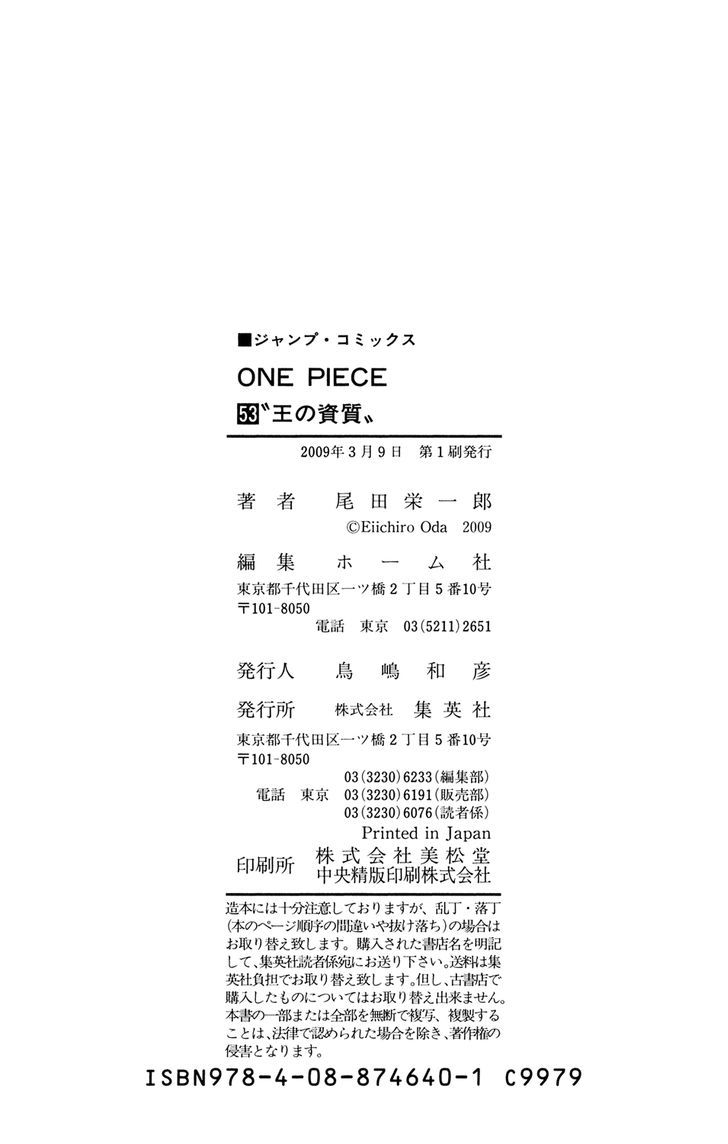 ■ジャンプ・コミックス
ONE PIECE
53〝王の資質〟
2009年3月9日　第1刷発行
著者　尾田栄一郎
©Eiichiro Oda　2009
編集　ホーム社
東京都千代田区一ツ橋2丁目5番10号
〒101-8050
電話　東京　03(5211)2651
発行人　鳥嶋和彦
発行所　株式会社　集英社
東京都千代田区一ツ橋2丁目5番10号
〒101-8050
03(3230)6233(編集部)
電話　東京　03(3230)6191(販売部)
03(3230)6076(読者係)
Printed in Japan
印刷所　株式会社美松堂
中央精版印刷株式会社
造本には十分注意しておりますが、乱丁・落丁
(本のページ順序の間違いや抜け落ち)の場合は
お取り替え致します。購入された書店名を明記
して、集英社読者係宛にお送り下さい。送料は集
英社負担でお取り替え致します。但し、古書店で
購入したものについてはお取り替え出来ません。
本書の一部または全部を無断で複写、複製する
ことは、法律で認められた場合を除き、著作権の
侵害となります。
ISBN978-4-08-874640-1 C9979